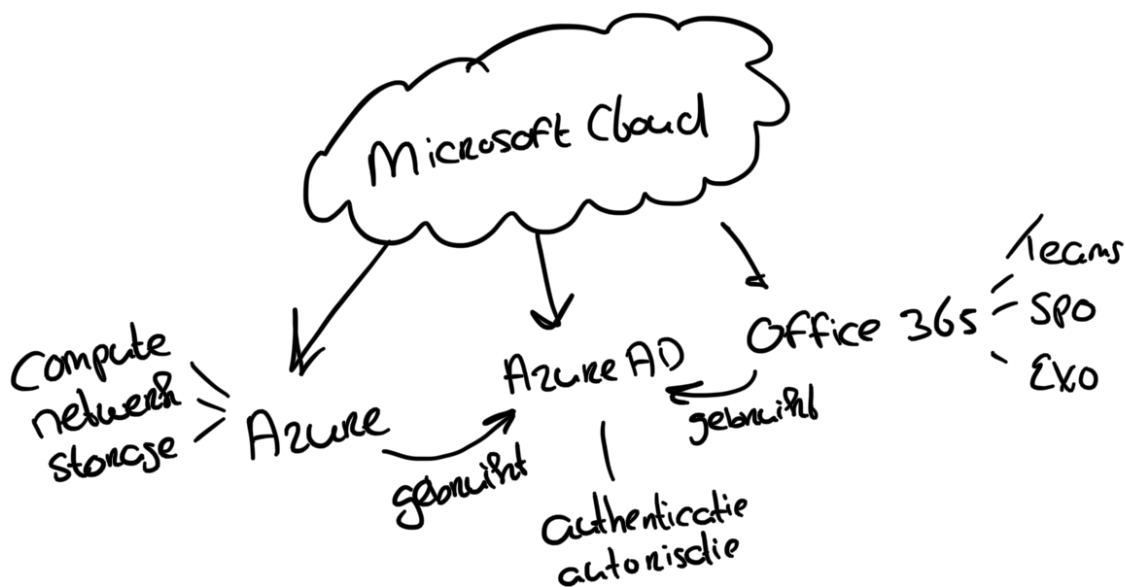 Microsoft Cloud
Teams
SPO
EXO
Office 365
Azure AD
Compute
netwerk
storage
Azure
gebruikt
gebruikt
authenticatie
autorisatie